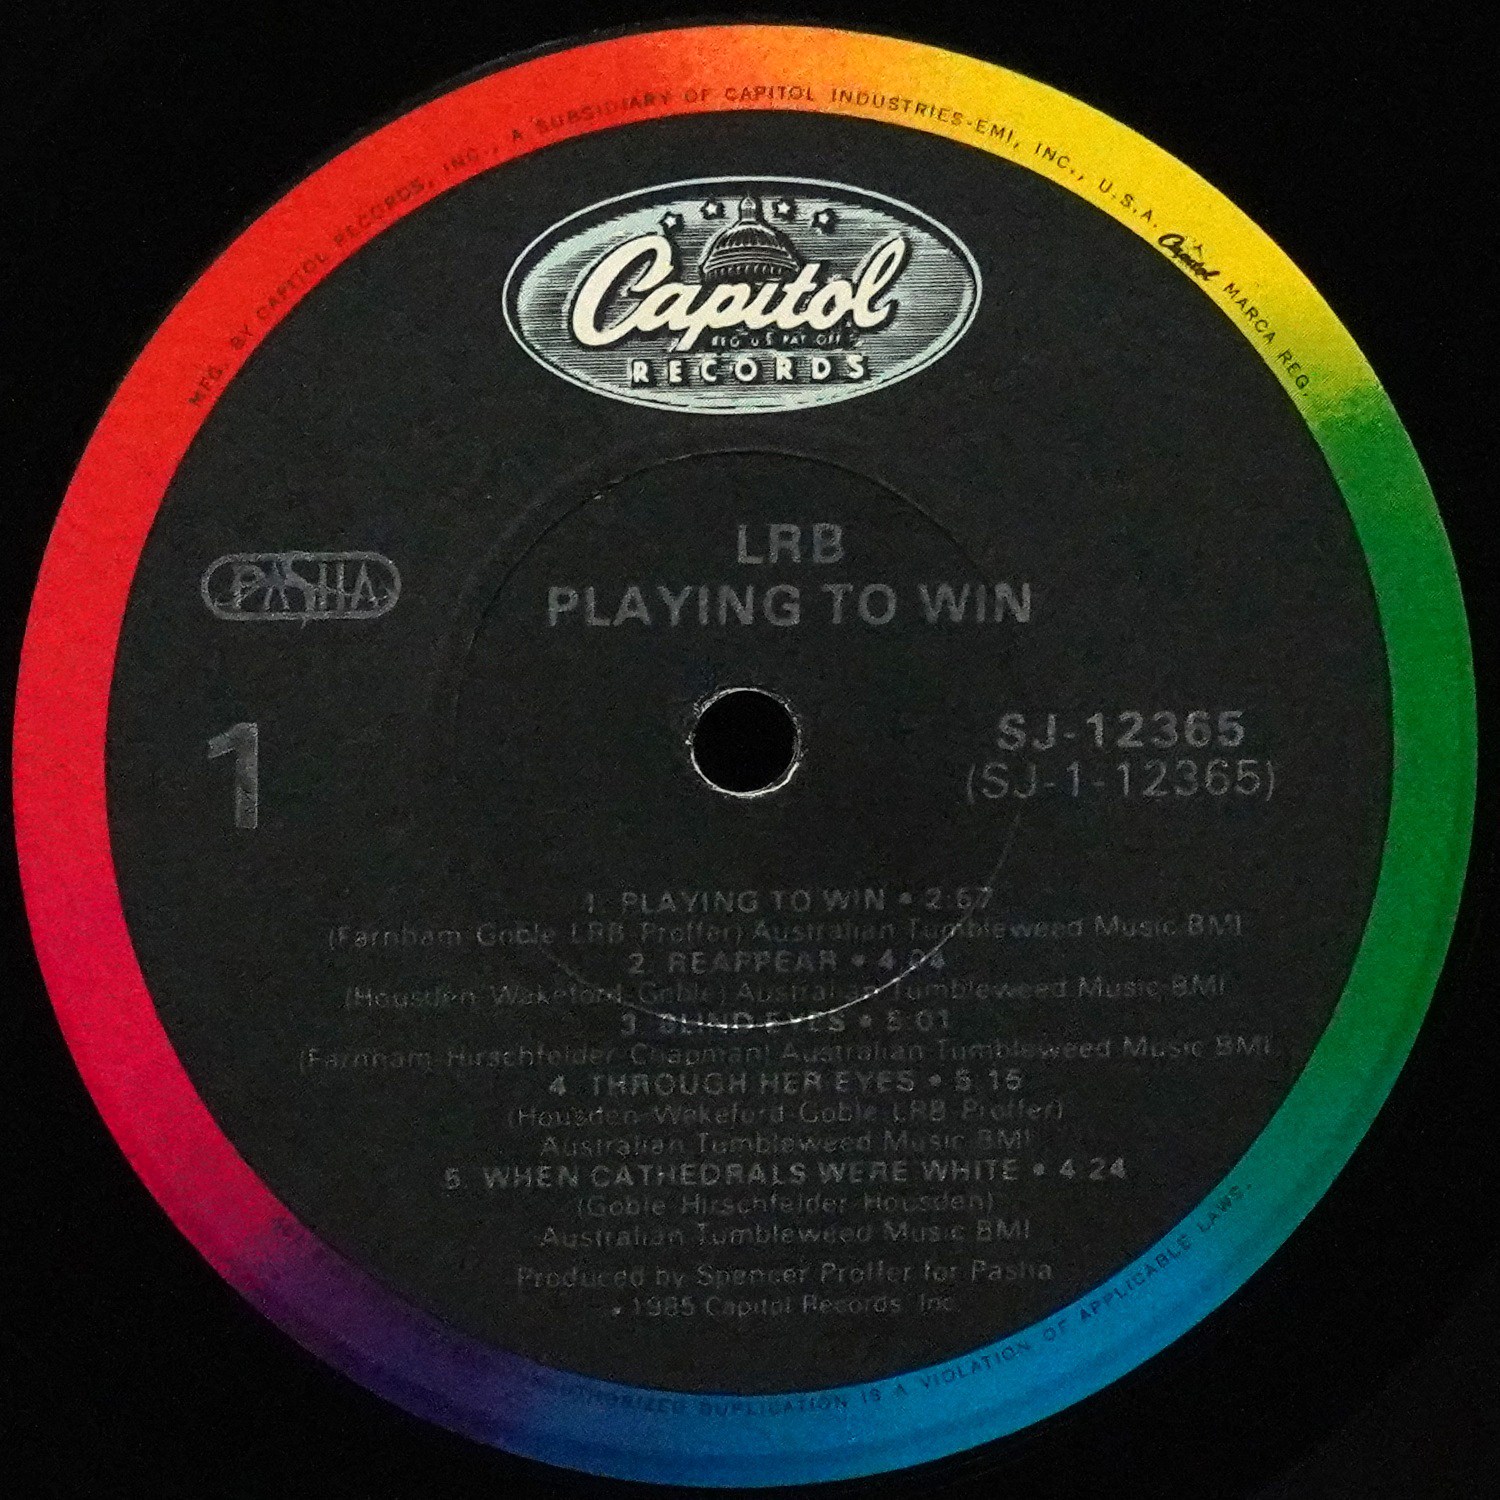 MFG. BY CAPITOL RECORDS, INC., A SUBSIDIARY OF CAPITOL INDUSTRIES-EMI, INC., U.S.A. Capitol MARCA REG.
Capitol
REG U S PAT OFF
RECORDS
LRB
PLAYING TO WIN
PASHA
1
SJ-12365
(SJ-1-12365)
1. PLAYING TO WIN • 2:57
(Farnham-Goble-LRB-Proffer) Australian Tumbleweed Music-BMI
2. REAPPEAR • 4:04
(Housden-Wakeford-Goble) Australian Tumbleweed Music-BMI
3. BLIND EYES • 5:01
(Farnham-Hirschfelder-Chapman) Australian Tumbleweed Music-BMI
4. THROUGH HER EYES • 5:15
(Housden-Wakeford-Goble-LRB-Proffer)
Australian Tumbleweed Music-BMI
5. WHEN CATHEDRALS WERE WHITE • 4:24
(Goble-Hirschfelder-Housden)
Australian Tumbleweed Music-BMI
Produced by Spencer Proffer for Pasha
• 1985 Capitol Records, Inc.
DUPLICATION IS A VIOLATION OF APPLICABLE LAWS.